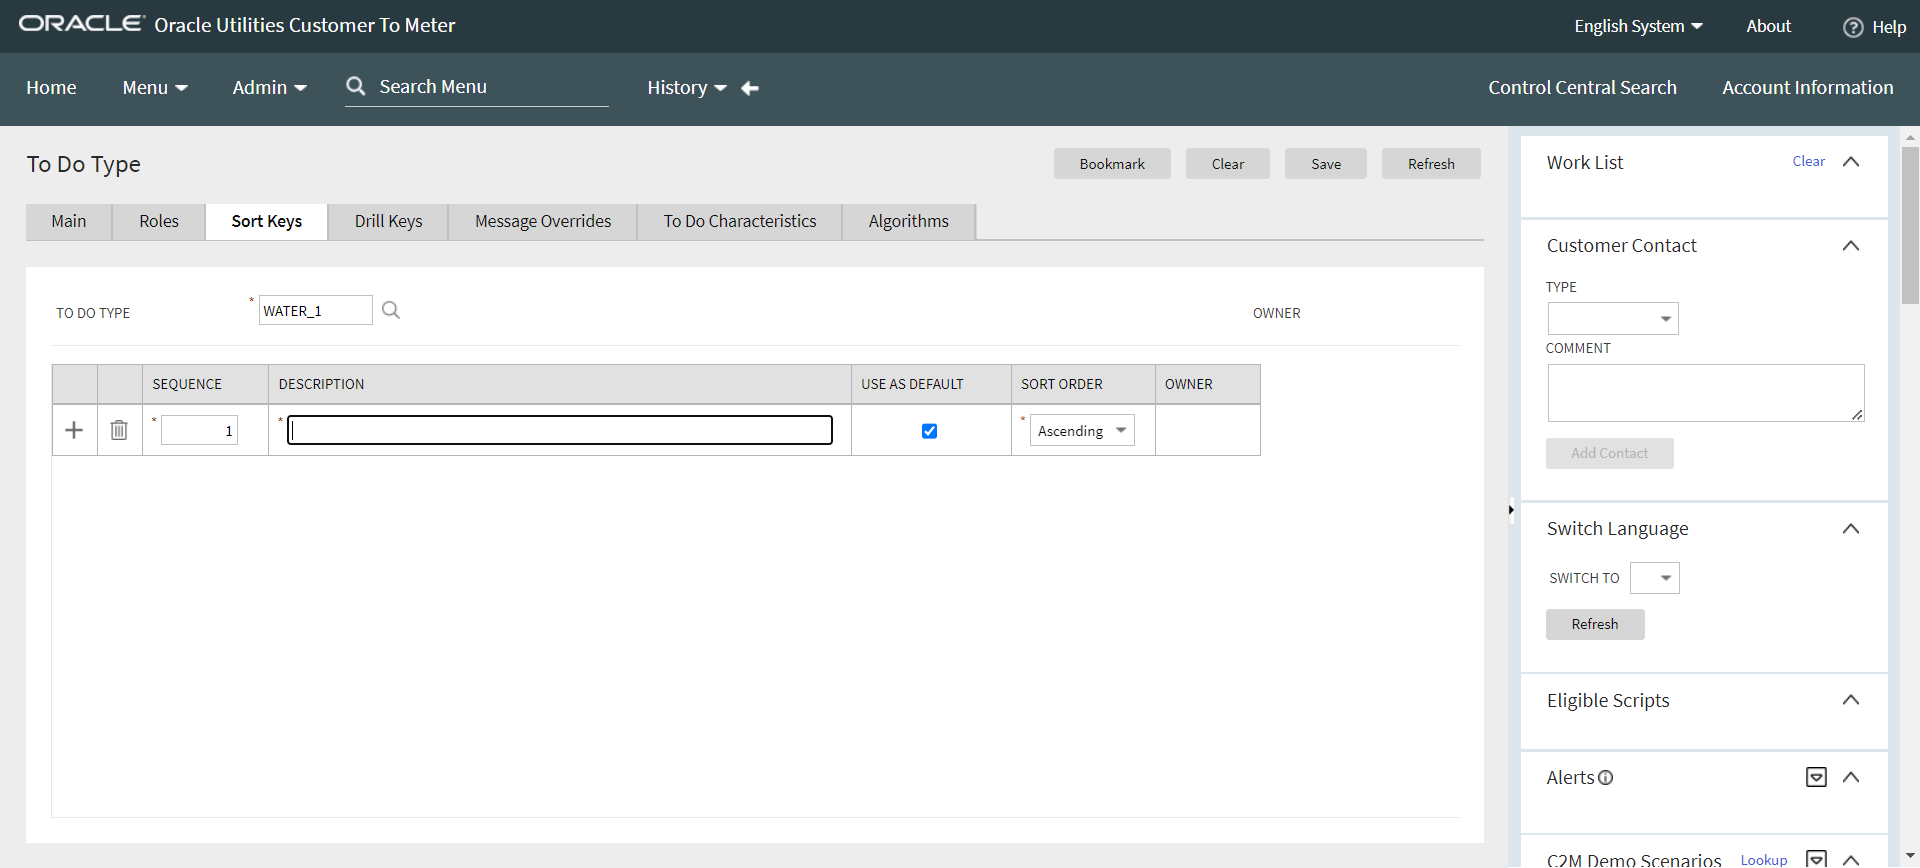 ORACLE Oracle Utilities Customer To Meter
English System About Help
Home Menu Admin Search Menu History Control Central Search Account Information
To Do Type
Bookmark Clear Save Refresh
Main Roles Sort Keys Drill Keys Message Overrides To Do Characteristics Algorithms
TO DO TYPE * WATER_1 OWNER
SEQUENCE DESCRIPTION USE AS DEFAULT SORT ORDER OWNER
* 1 * * Ascending
Work List Clear
Customer Contact
TYPE
COMMENT
Add Contact
Switch Language
SWITCH TO
Refresh
Eligible Scripts
Alerts
C2M Demo Scenarios Lookup